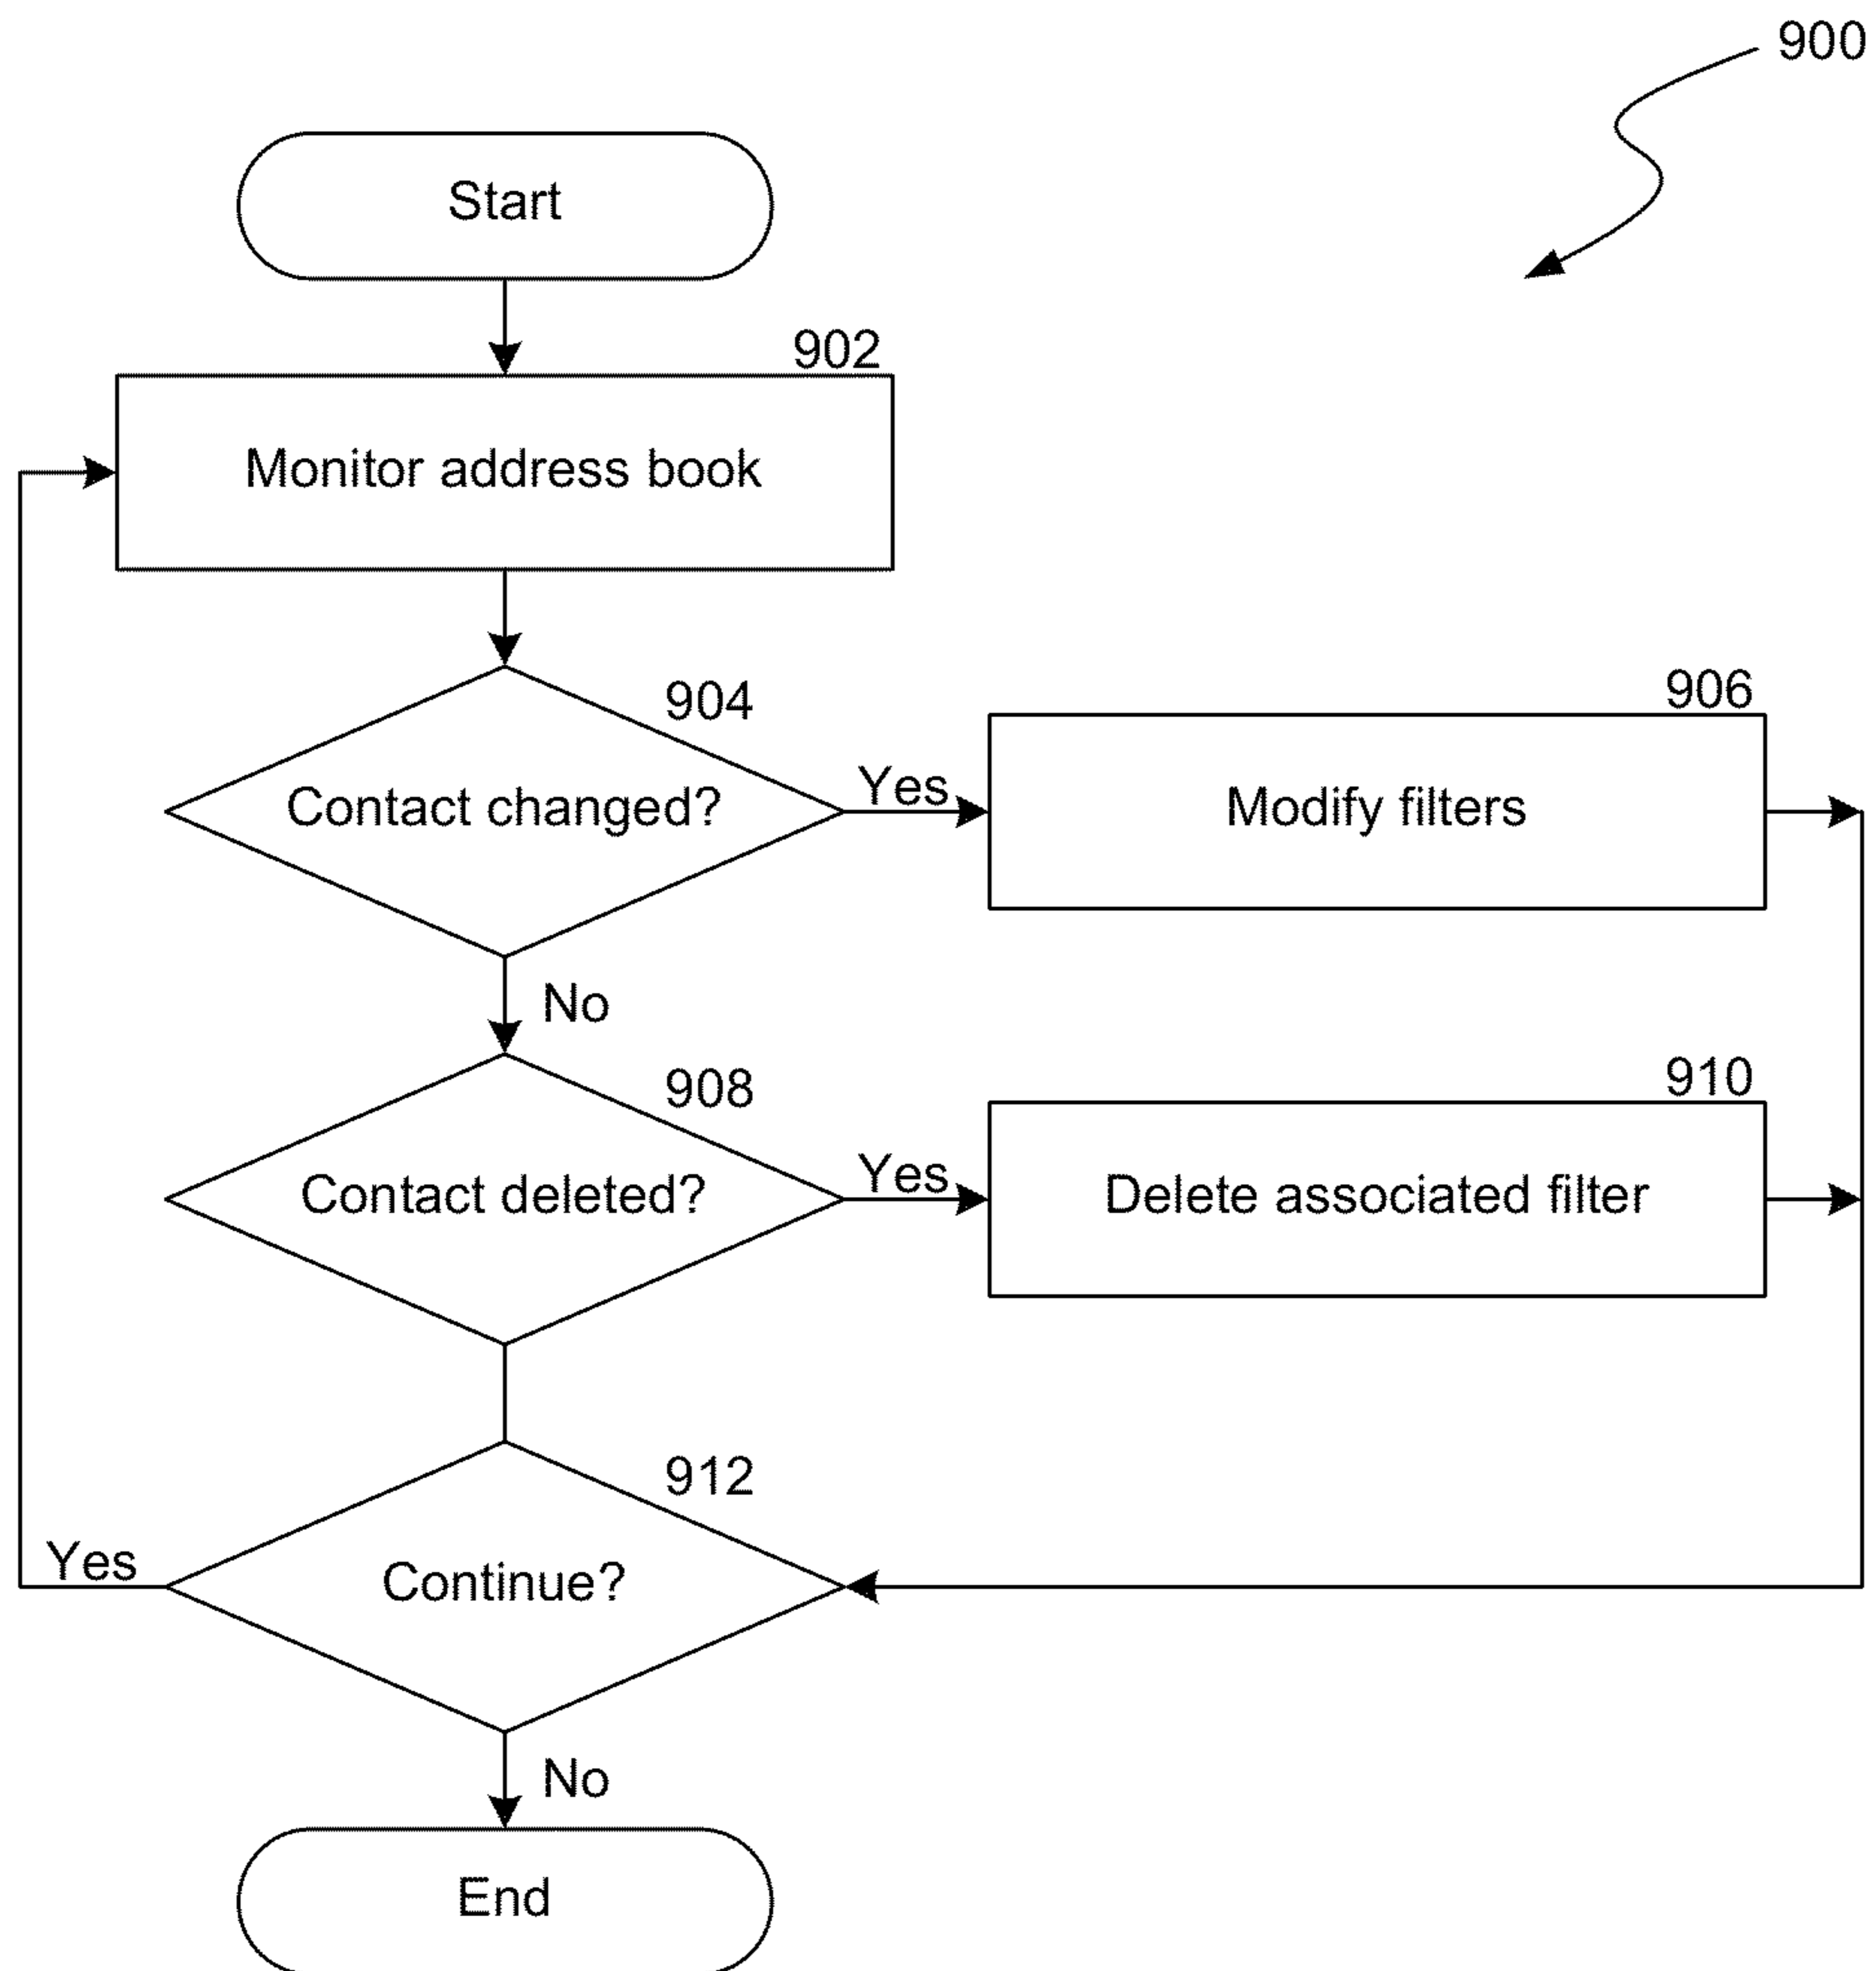 900
Start
902
Monitor address book
904
Contact changed?
Yes
906
Modify filters
No
908
Contact deleted?
Yes
910
Delete associated filter
912
Continue?
Yes
No
End